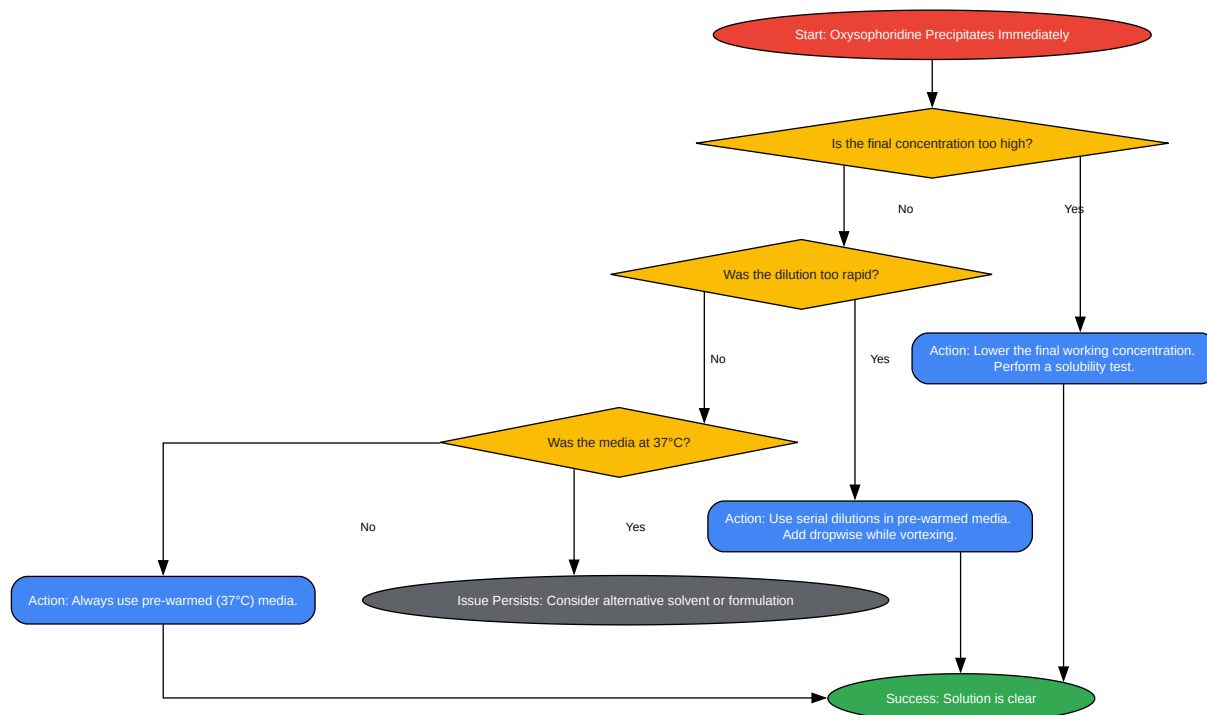 Start: Oxysophoridine Precipitates Immediately
Is the final concentration too high?
No
Yes
Was the dilution too rapid?
No
Yes
Action: Lower the final working concentration.
Perform a solubility test.
Was the media at 37°C?
No
Yes
Action: Use serial dilutions in pre-warmed media.
Add dropwise while vortexing.
Action: Always use pre-warmed (37°C) media.
Issue Persists: Consider alternative solvent or formulation
Success: Solution is clear